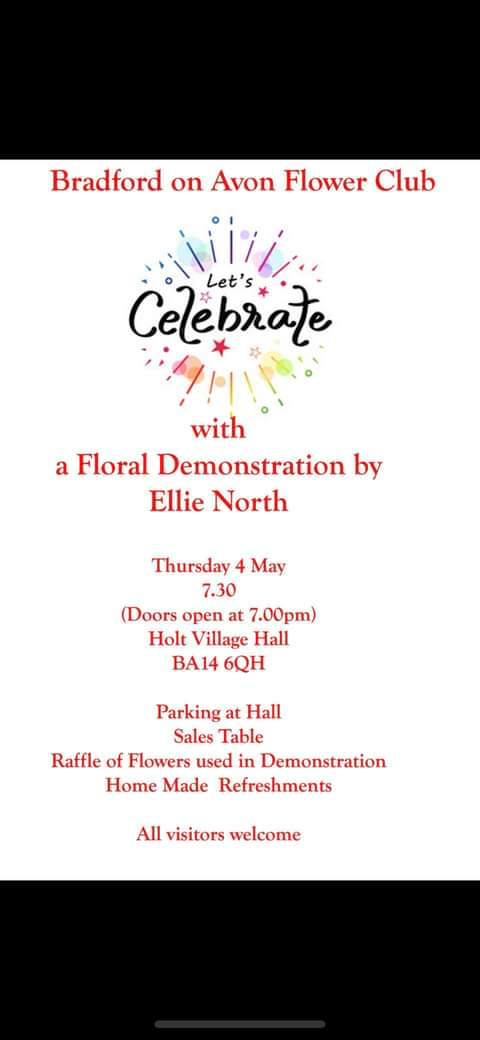 Bradford on Avon Flower Club
Let's
Celebrate
with
a Floral Demonstration by
Ellie North
Thursday 4 May
7.30
(Doors open at 7.00pm)
Holt Village Hall
BA14 6QH
Parking at Hall
Sales Table
Raffle of Flowers used in Demonstration
Home Made  Refreshments
All visitors welcome